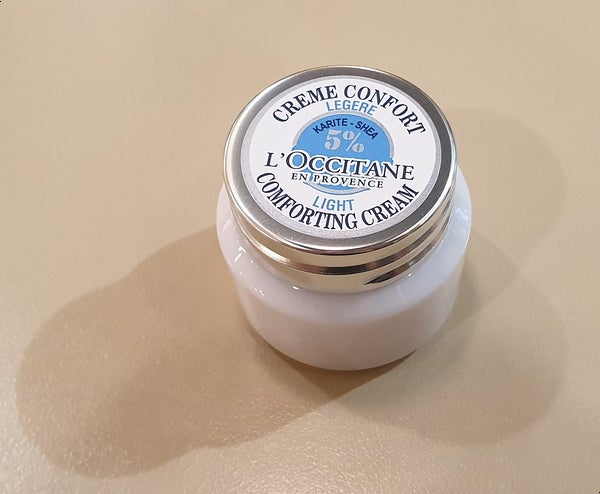 CREME CONFORT
LEGERE
KARITE - SHEA
5%
L'OCCITANE
EN PROVENCE
LIGHT
COMFORTING CREAM